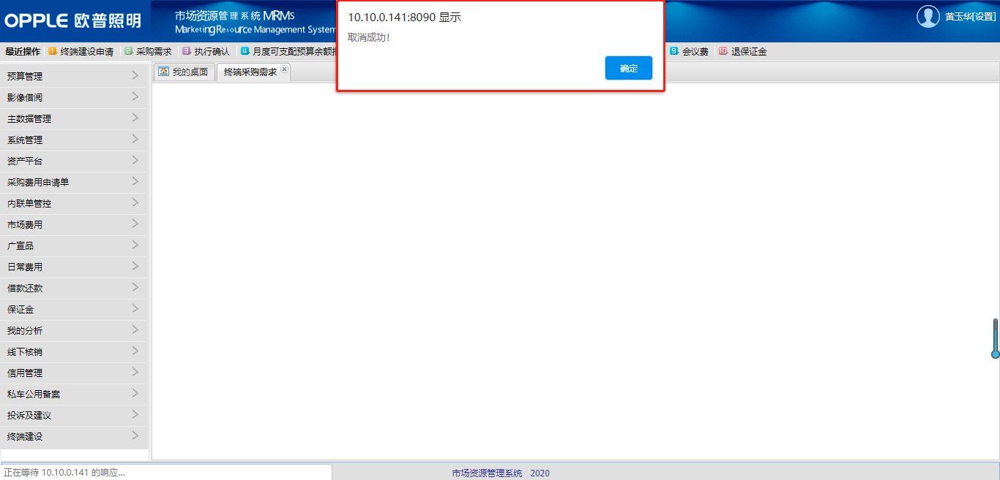 OPPLE 欧普照明
市场资源管理系统 MRMS
Marketing Resource Management System
10.10.0.141:8090 显示
取消成功!
确定
黄玉华[设置]
最近操作 1 终端建设申请 2 采购需求 3 执行确认 4 月度可支配预算余额 9 会议费 10 退保证金
预算管理
影像借阅
主数据管理
系统管理
资产平台
采购费用申请单
内联单管控
市场费用
广宣品
日常费用
借款还款
保证金
我的分析
线下核销
信用管理
私车公用备案
投诉及建议
终端建设
我的桌面 终端采购需求
正在等待 10.10.0.141 的响应...
市场资源管理系统 2020